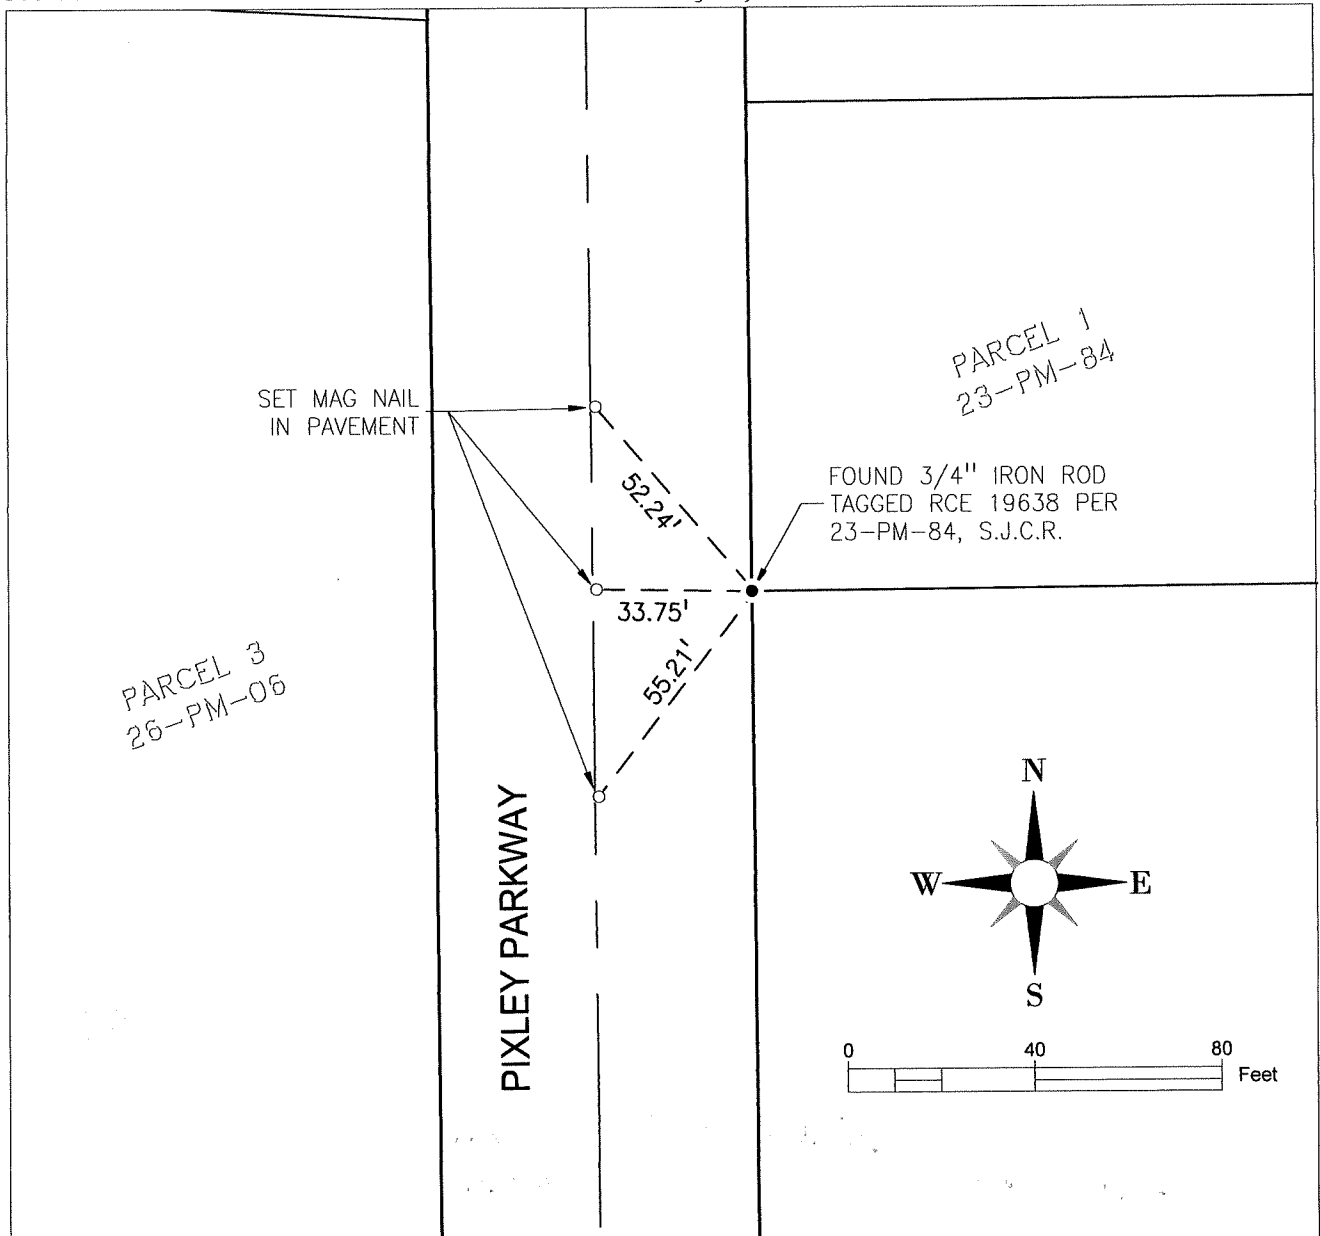 PARCEL 1
23-PM-84
SET MAG NAIL
IN PAVEMENT
FOUND 3/4" IRON ROD
TAGGED RCE 19638 PER
23-PM-84, S.J.C.R.
52.24'
33.75'
55.21'
PARCEL 3
26-PM-06
PIXLEY PARKWAY
N
W
E
S
0 40 80
Feet